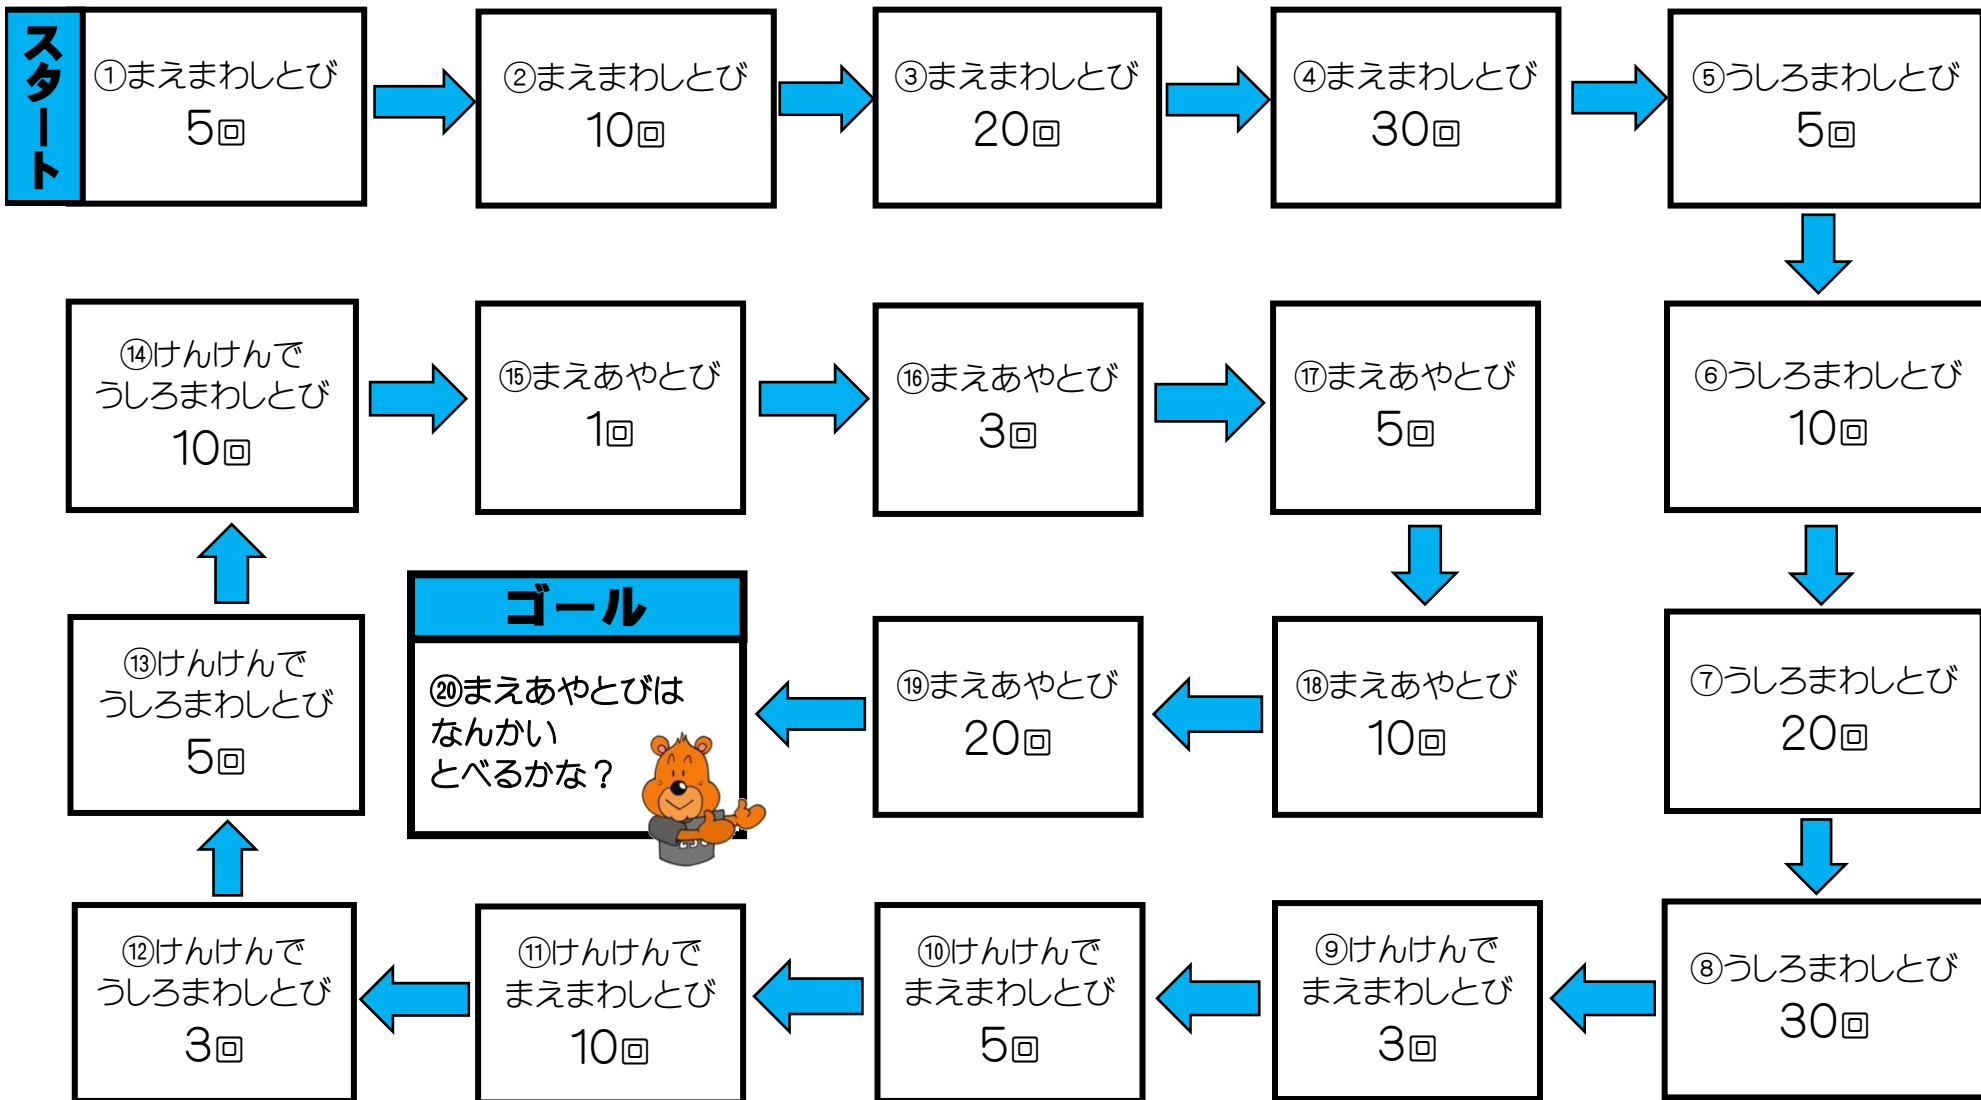 スタート
①まえまわしとび
5回
②まえまわしとび
10回
③まえまわしとび
20回
④まえまわしとび
30回
⑤うしろまわしとび
5回
⑥うしろまわしとび
10回
⑦うしろまわしとび
20回
⑧うしろまわしとび
30回
⑨けんけんで
まえまわしとび
3回
⑩けんけんで
まえまわしとび
5回
⑪けんけんで
まえまわしとび
10回
⑫けんけんで
うしろまわしとび
3回
⑬けんけんで
うしろまわしとび
5回
⑭けんけんで
うしろまわしとび
10回
⑮まえあやとび
1回
⑯まえあやとび
3回
⑰まえあやとび
5回
⑱まえあやとび
10回
⑲まえあやとび
20回
ゴール
⑳まえあやとびは
なんかい
とべるかな？